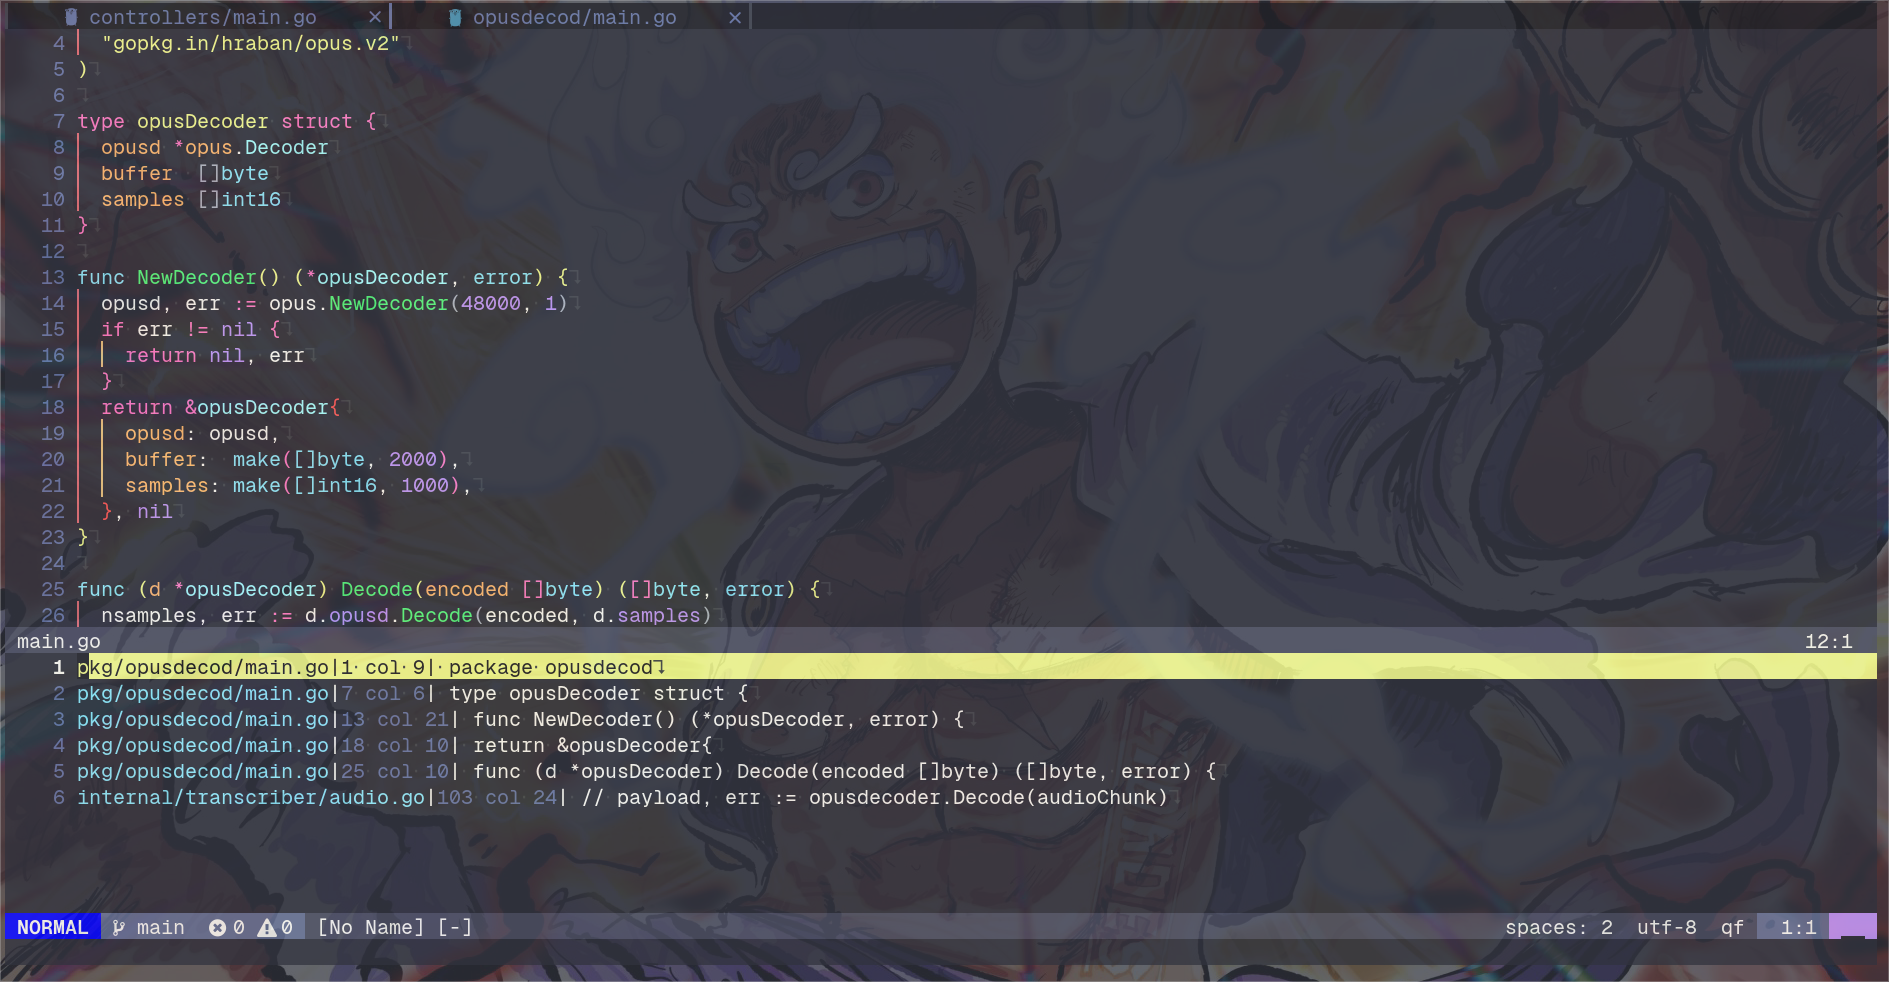 controllers/main.go × opusdecod/main.go ×
4 "gopkg.in/hraban/opus.v2"
5 )
6
7 type opusDecoder struct {
8 opusd *opus.Decoder
9 buffer []byte
10 samples []int16
11 }
12
13 func NewDecoder() (*opusDecoder, error) {
14 opusd, err := opus.NewDecoder(48000, 1)
15 if err != nil {
16 return nil, err
17 }
18 return &opusDecoder{
19 opusd: opusd,
20 buffer: make([]byte, 2000),
21 samples: make([]int16, 1000),
22 }, nil
23 }
24
25 func (d *opusDecoder) Decode(encoded []byte) ([]byte, error) {
26 nsamples, err := d.opusd.Decode(encoded, d.samples)
main.go 12:1
1 pkg/opusdecod/main.go|1 col 9| package opusdecod
2 pkg/opusdecod/main.go|7 col 6| type opusDecoder struct {
3 pkg/opusdecod/main.go|13 col 21| func NewDecoder() (*opusDecoder, error) {
4 pkg/opusdecod/main.go|18 col 10| return &opusDecoder{
5 pkg/opusdecod/main.go|25 col 10| func (d *opusDecoder) Decode(encoded []byte) ([]byte, error) {
6 internal/transcriber/audio.go|103 col 24| // payload, err := opusdecoder.Decode(audioChunk)
NORMAL main 0 0 [No Name] [-] spaces: 2 utf-8 qf 1:1